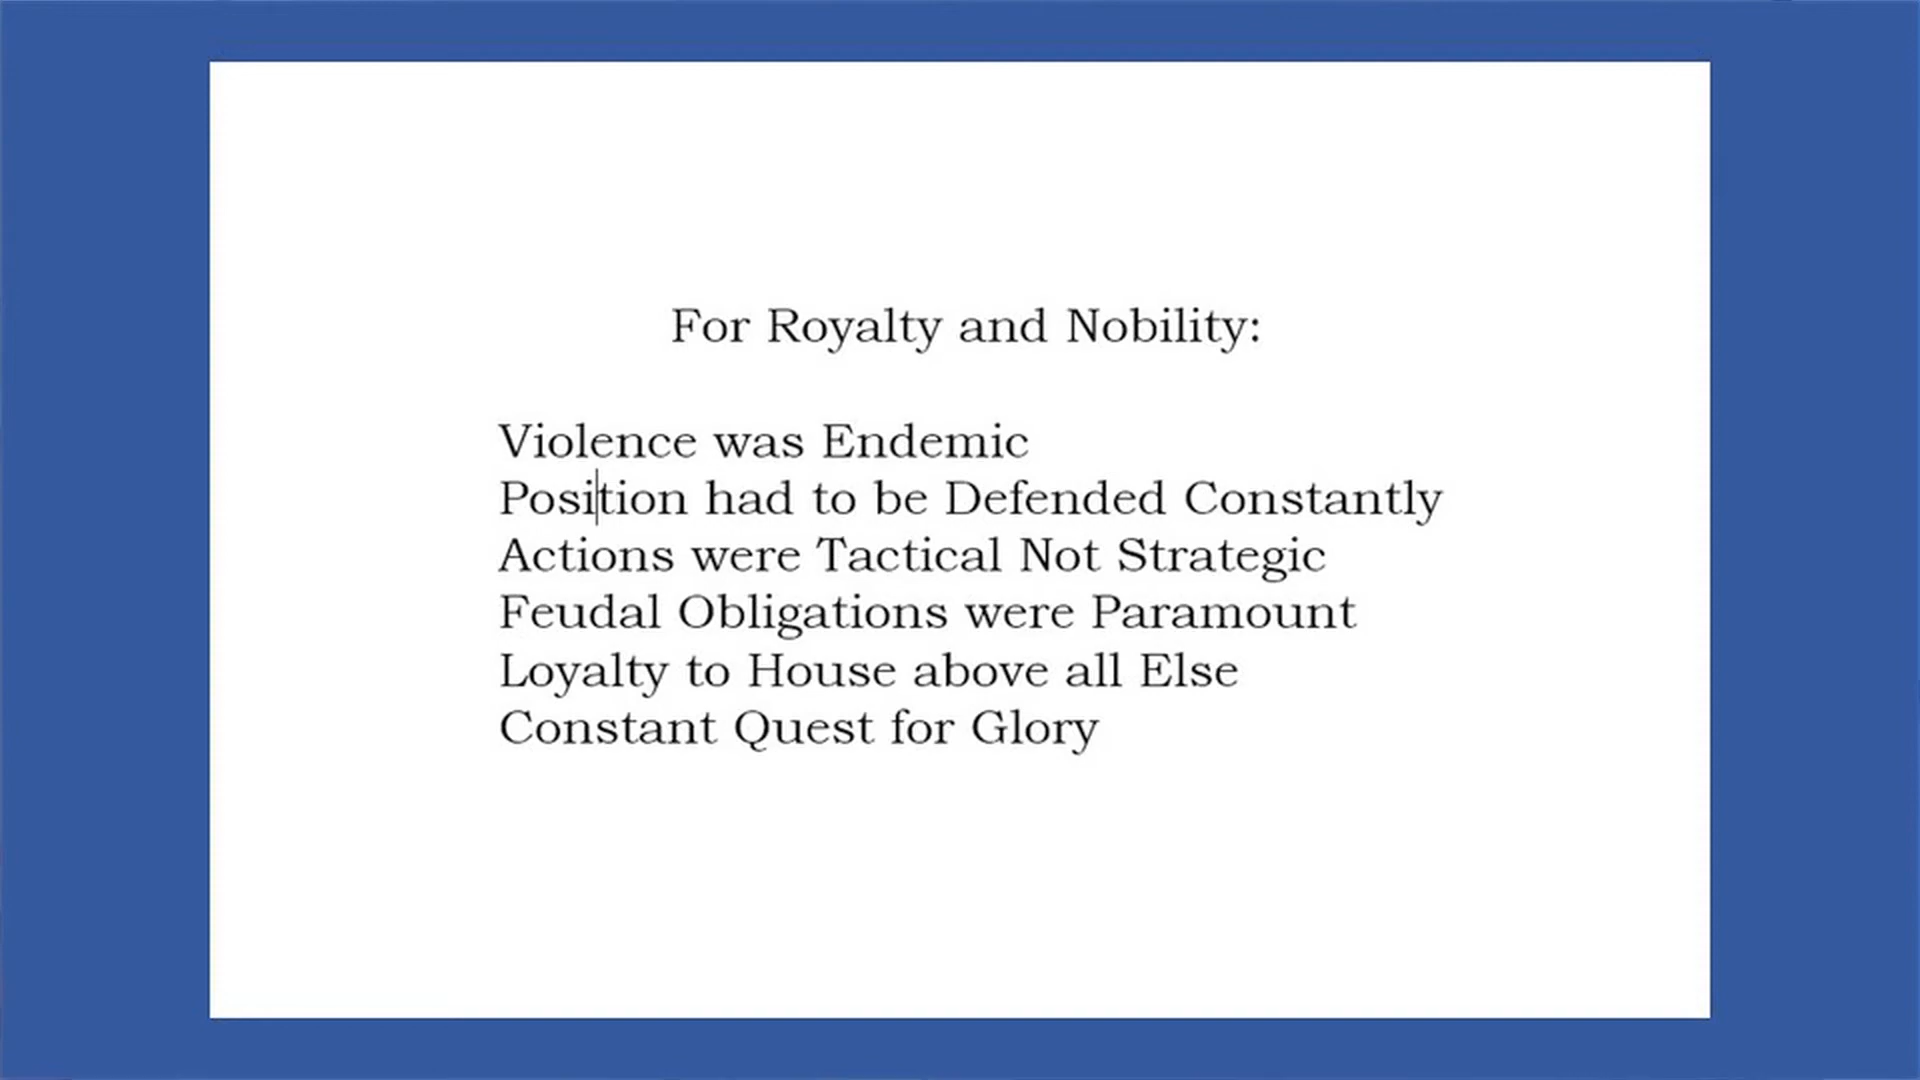 For Royalty and Nobility:
Violence was Endemic
Position had to be Defended Constantly
Actions were Tactical Not Strategic
Feudal Obligations were Paramount
Loyalty to House above all Else
Constant Quest for Glory